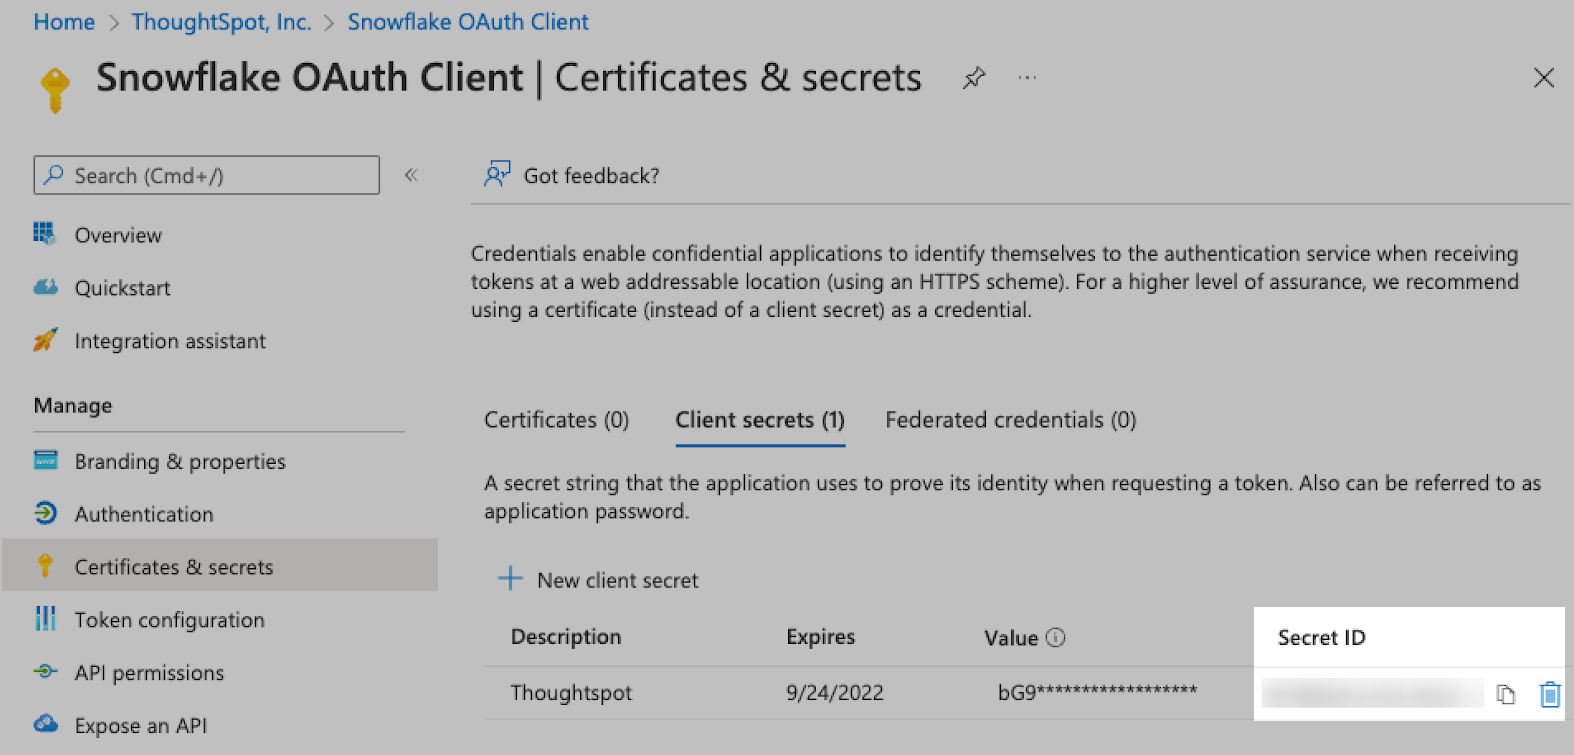 Home > ThoughtSpot, Inc. > Snowflake OAuth Client
Snowflake OAuth Client | Certificates & secrets
Search (Cmd+/)
Got feedback?
Overview
Quickstart
Integration assistant
Manage
Branding & properties
Authentication
Certificates & secrets
Token configuration
API permissions
Expose an API
Credentials enable confidential applications to identify themselves to the authentication service when receiving
tokens at a web addressable location (using an HTTPS scheme). For a higher level of assurance, we recommend
using a certificate (instead of a client secret) as a credential.
Certificates (0) Client secrets (1) Federated credentials (0)
A secret string that the application uses to prove its identity when requesting a token. Also can be referred to as
application password.
New client secret
Description Expires Value Secret ID
Thoughtspot 9/24/2022 bG9******************